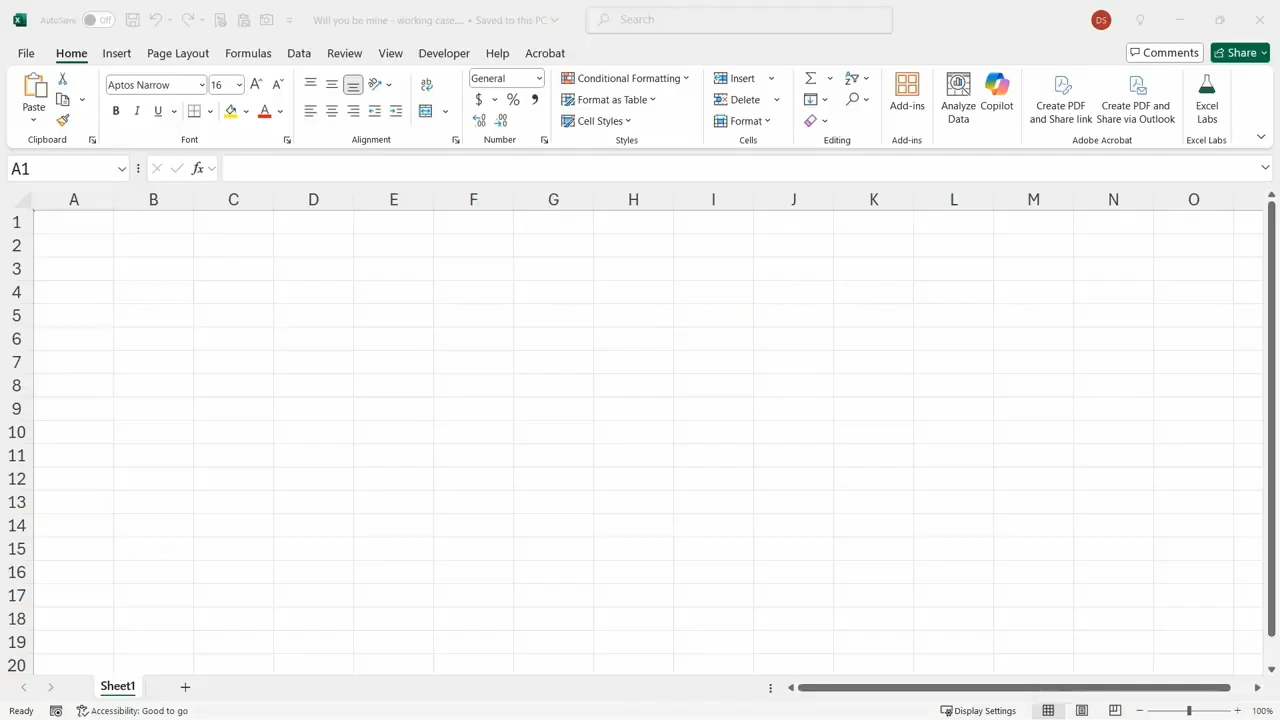 AutoSave Off Will you be mine - working case.... • Saved to this PC Search DS
File Home Insert Page Layout Formulas Data Review View Developer Help Acrobat Comments Share
Paste Aptos Narrow 16 A A General Conditional Formatting Insert Add-ins Analyze Data Copilot Create PDF and Share link Create PDF and Share via Outlook Excel Labs
B I U A $ % , Format as Table Delete
Cell Styles Format
Clipboard Font Alignment Number Styles Cells Editing Add-ins Adobe Acrobat Excel Labs
A1 fx
A B C D E F G H I J K L M N O
1
2
3
4
5
6
7
8
9
10
11
12
13
14
15
16
17
18
19
20
Sheet1
Ready Accessibility: Good to go Display Settings 100%